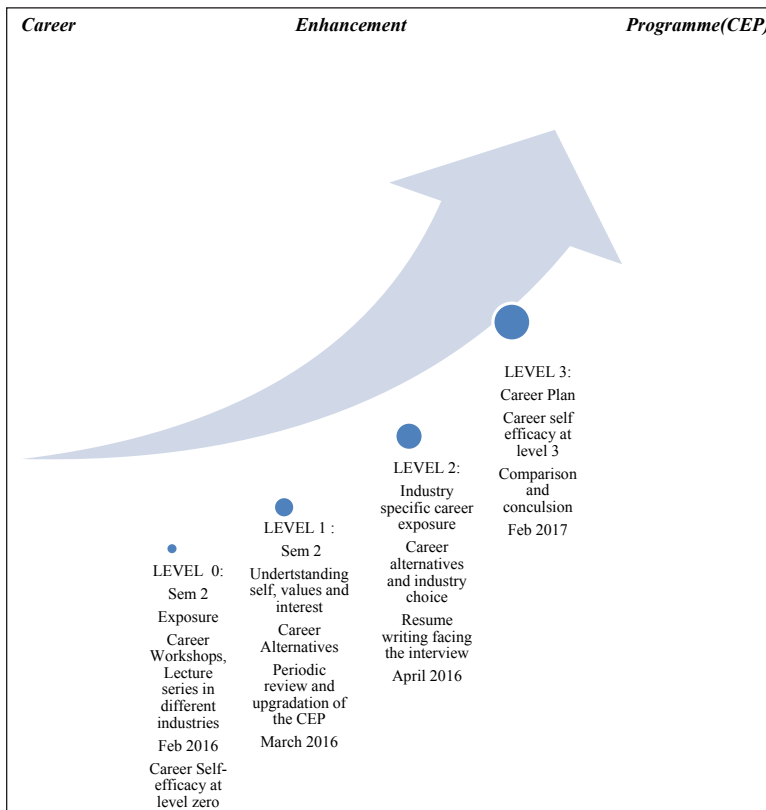 Career Enhancement Programme(CEP)
LEVEL 0:
Sem 2
Exposure
Career
Workshops,
Lecture
series in
different
industries
Feb 2016
Career Self-
efficacy at
level zero
LEVEL 1 :
Sem 2
Undertstanding
self, values and
interest
Career
Alternatives
Periodic
review and
upgradation of
the CEP
March 2016
LEVEL 2:
Industry
specific career
exposure
Career
alternatives
and industry
choice
Resume
writing facing
the interview
April 2016
LEVEL 3:
Career Plan
Career self
efficacy at
level 3
Comparison
and
conculsion
Feb 2017